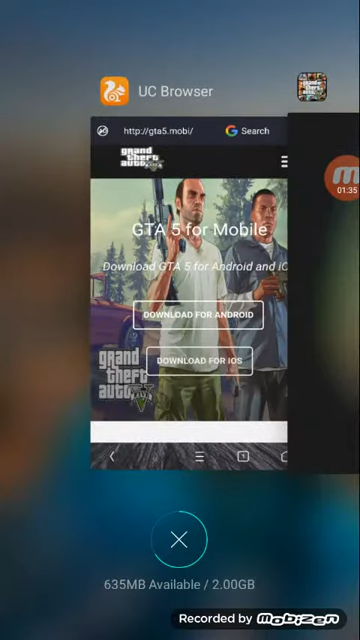 UC Browser
http://gta5.mobi/
Search
grand
theft
auto
01:35
GTA 5 for Mobile
Download GTA 5 for Android and iO
DOWNLOAD FOR ANDROID
grand
theft
auto
DOWNLOAD FOR IOS
635MB Available / 2.00GB
Recorded by mobizen